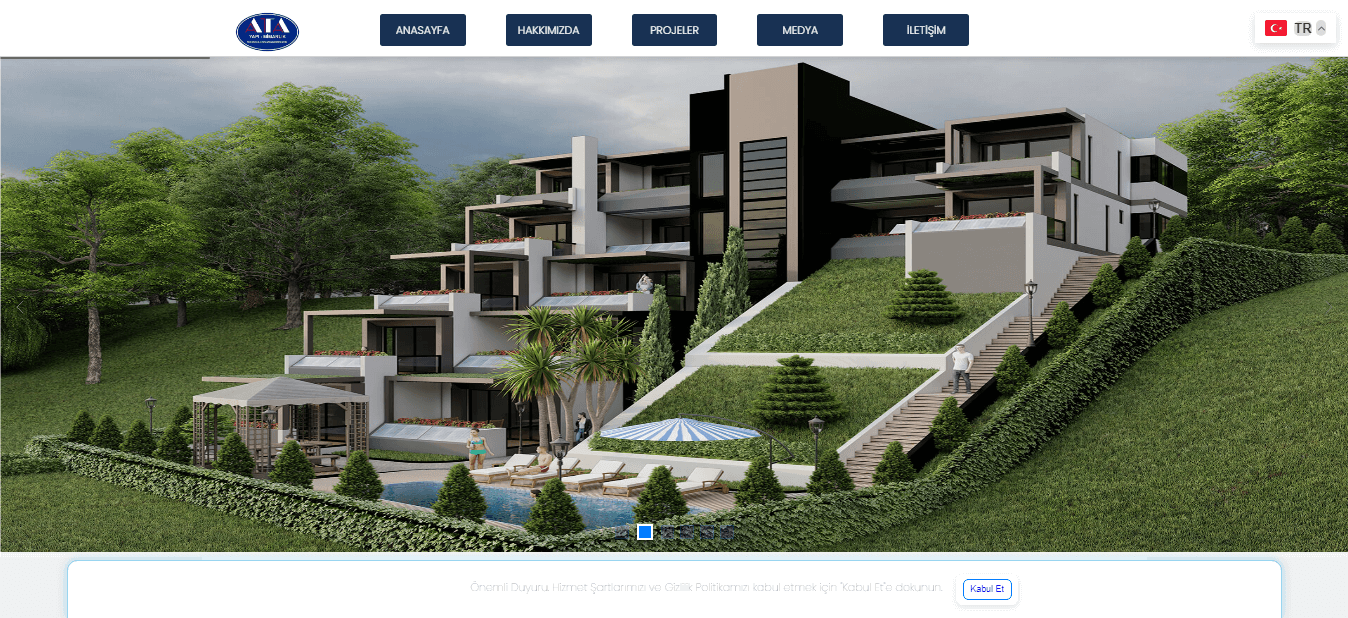 ATA
YAPI - MİMARLIK
ANASAYFA
HAKKIMIZDA
PROJELER
MEDYA
İLETİŞİM
TR
Önemli Duyuru, Hizmet Şartlarımızı ve Gizlilik Politikamızı kabul etmek için "Kabul Et"e dokunun.
Kabul Et